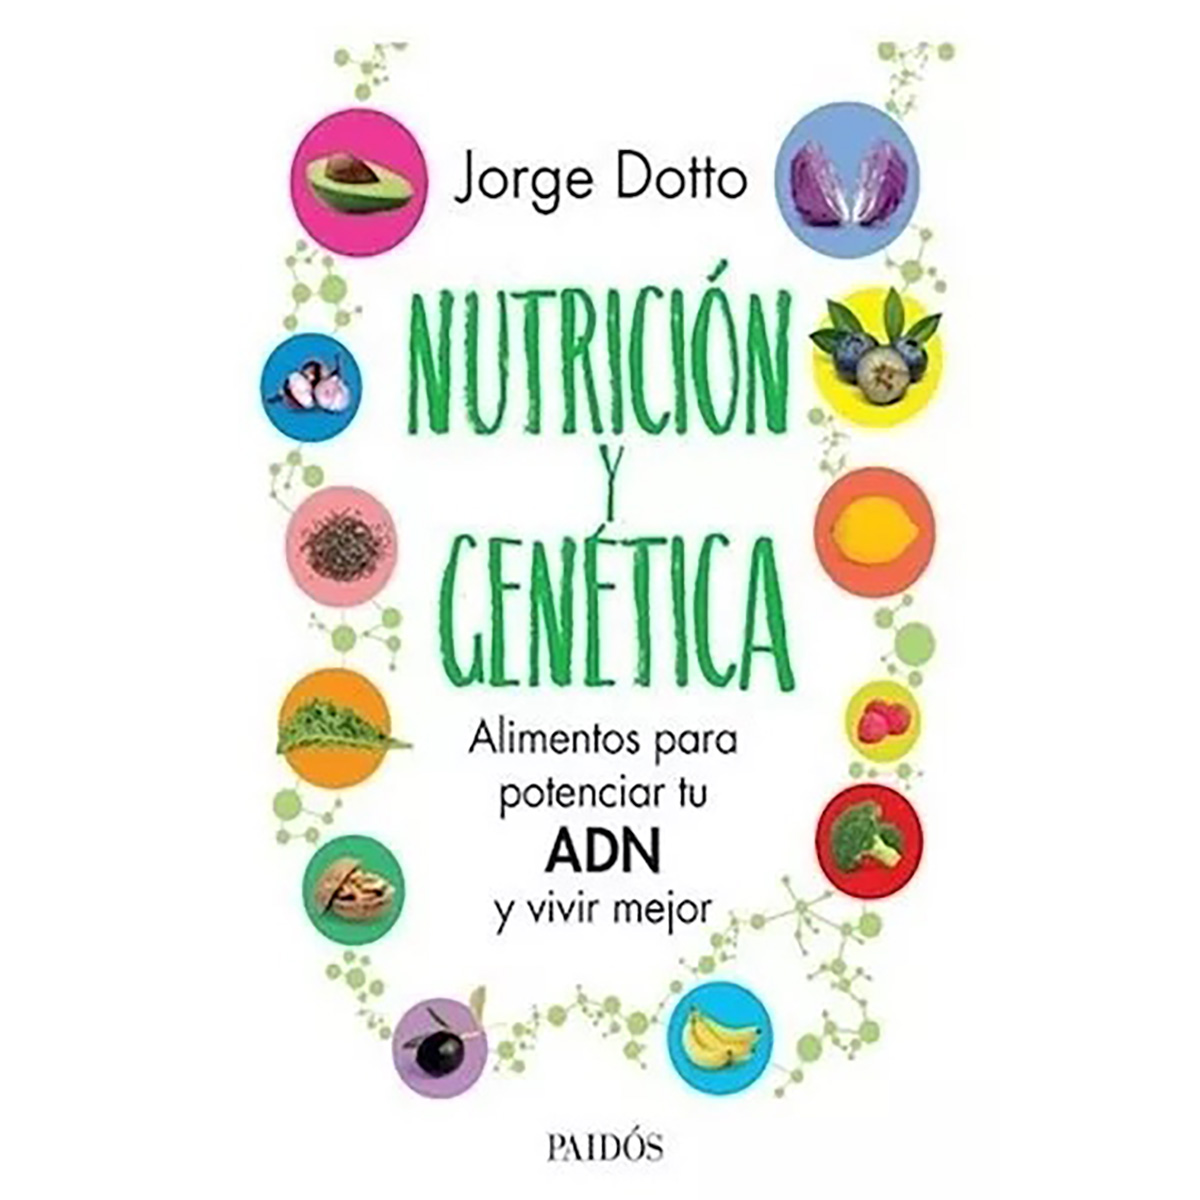 Jorge Dotto
NUTRICIÓN
Y
GENÉTICA
Alimentos para
potenciar tu
ADN
y vivir mejor
PAIDÓS